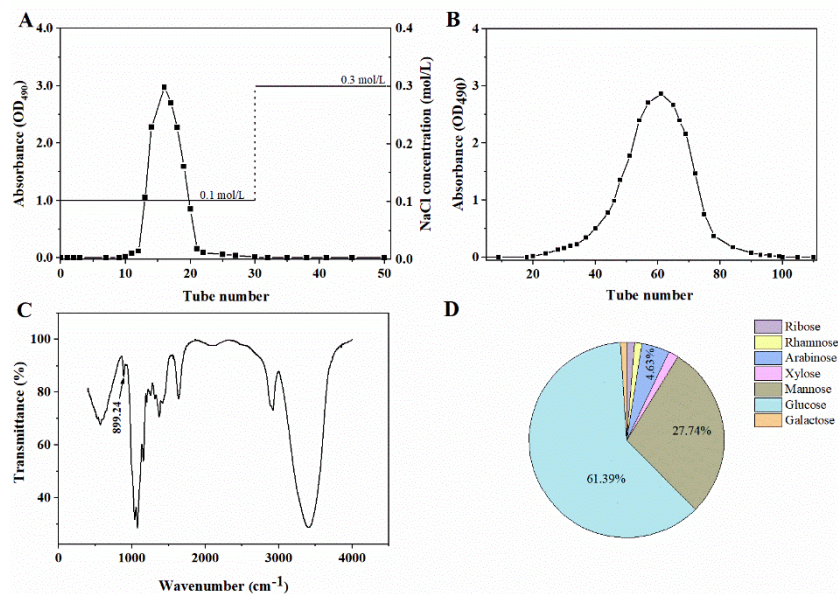 A
4.0
3.0
2.0
1.0
0.0
Absorbance (OD490)
0.4
0.3
0.2
0.1
0.0
NaCl concentration (mol/L)
0.3 mol/L
0.1 mol/L
0 10 20 30 40 50
Tube number
B
4
3
2
1
0
Absorbance (OD490)
0 20 40 60 80 100
Tube number
C
100
80
60
40
Transmittance (%)
899.24
0 1000 2000 3000 4000
Wavenumber (cm-1)
D
Ribose
Rhamnose
Arabinose
Xylose
Mannose
Glucose
Galactose
4.63%
27.74%
61.39%